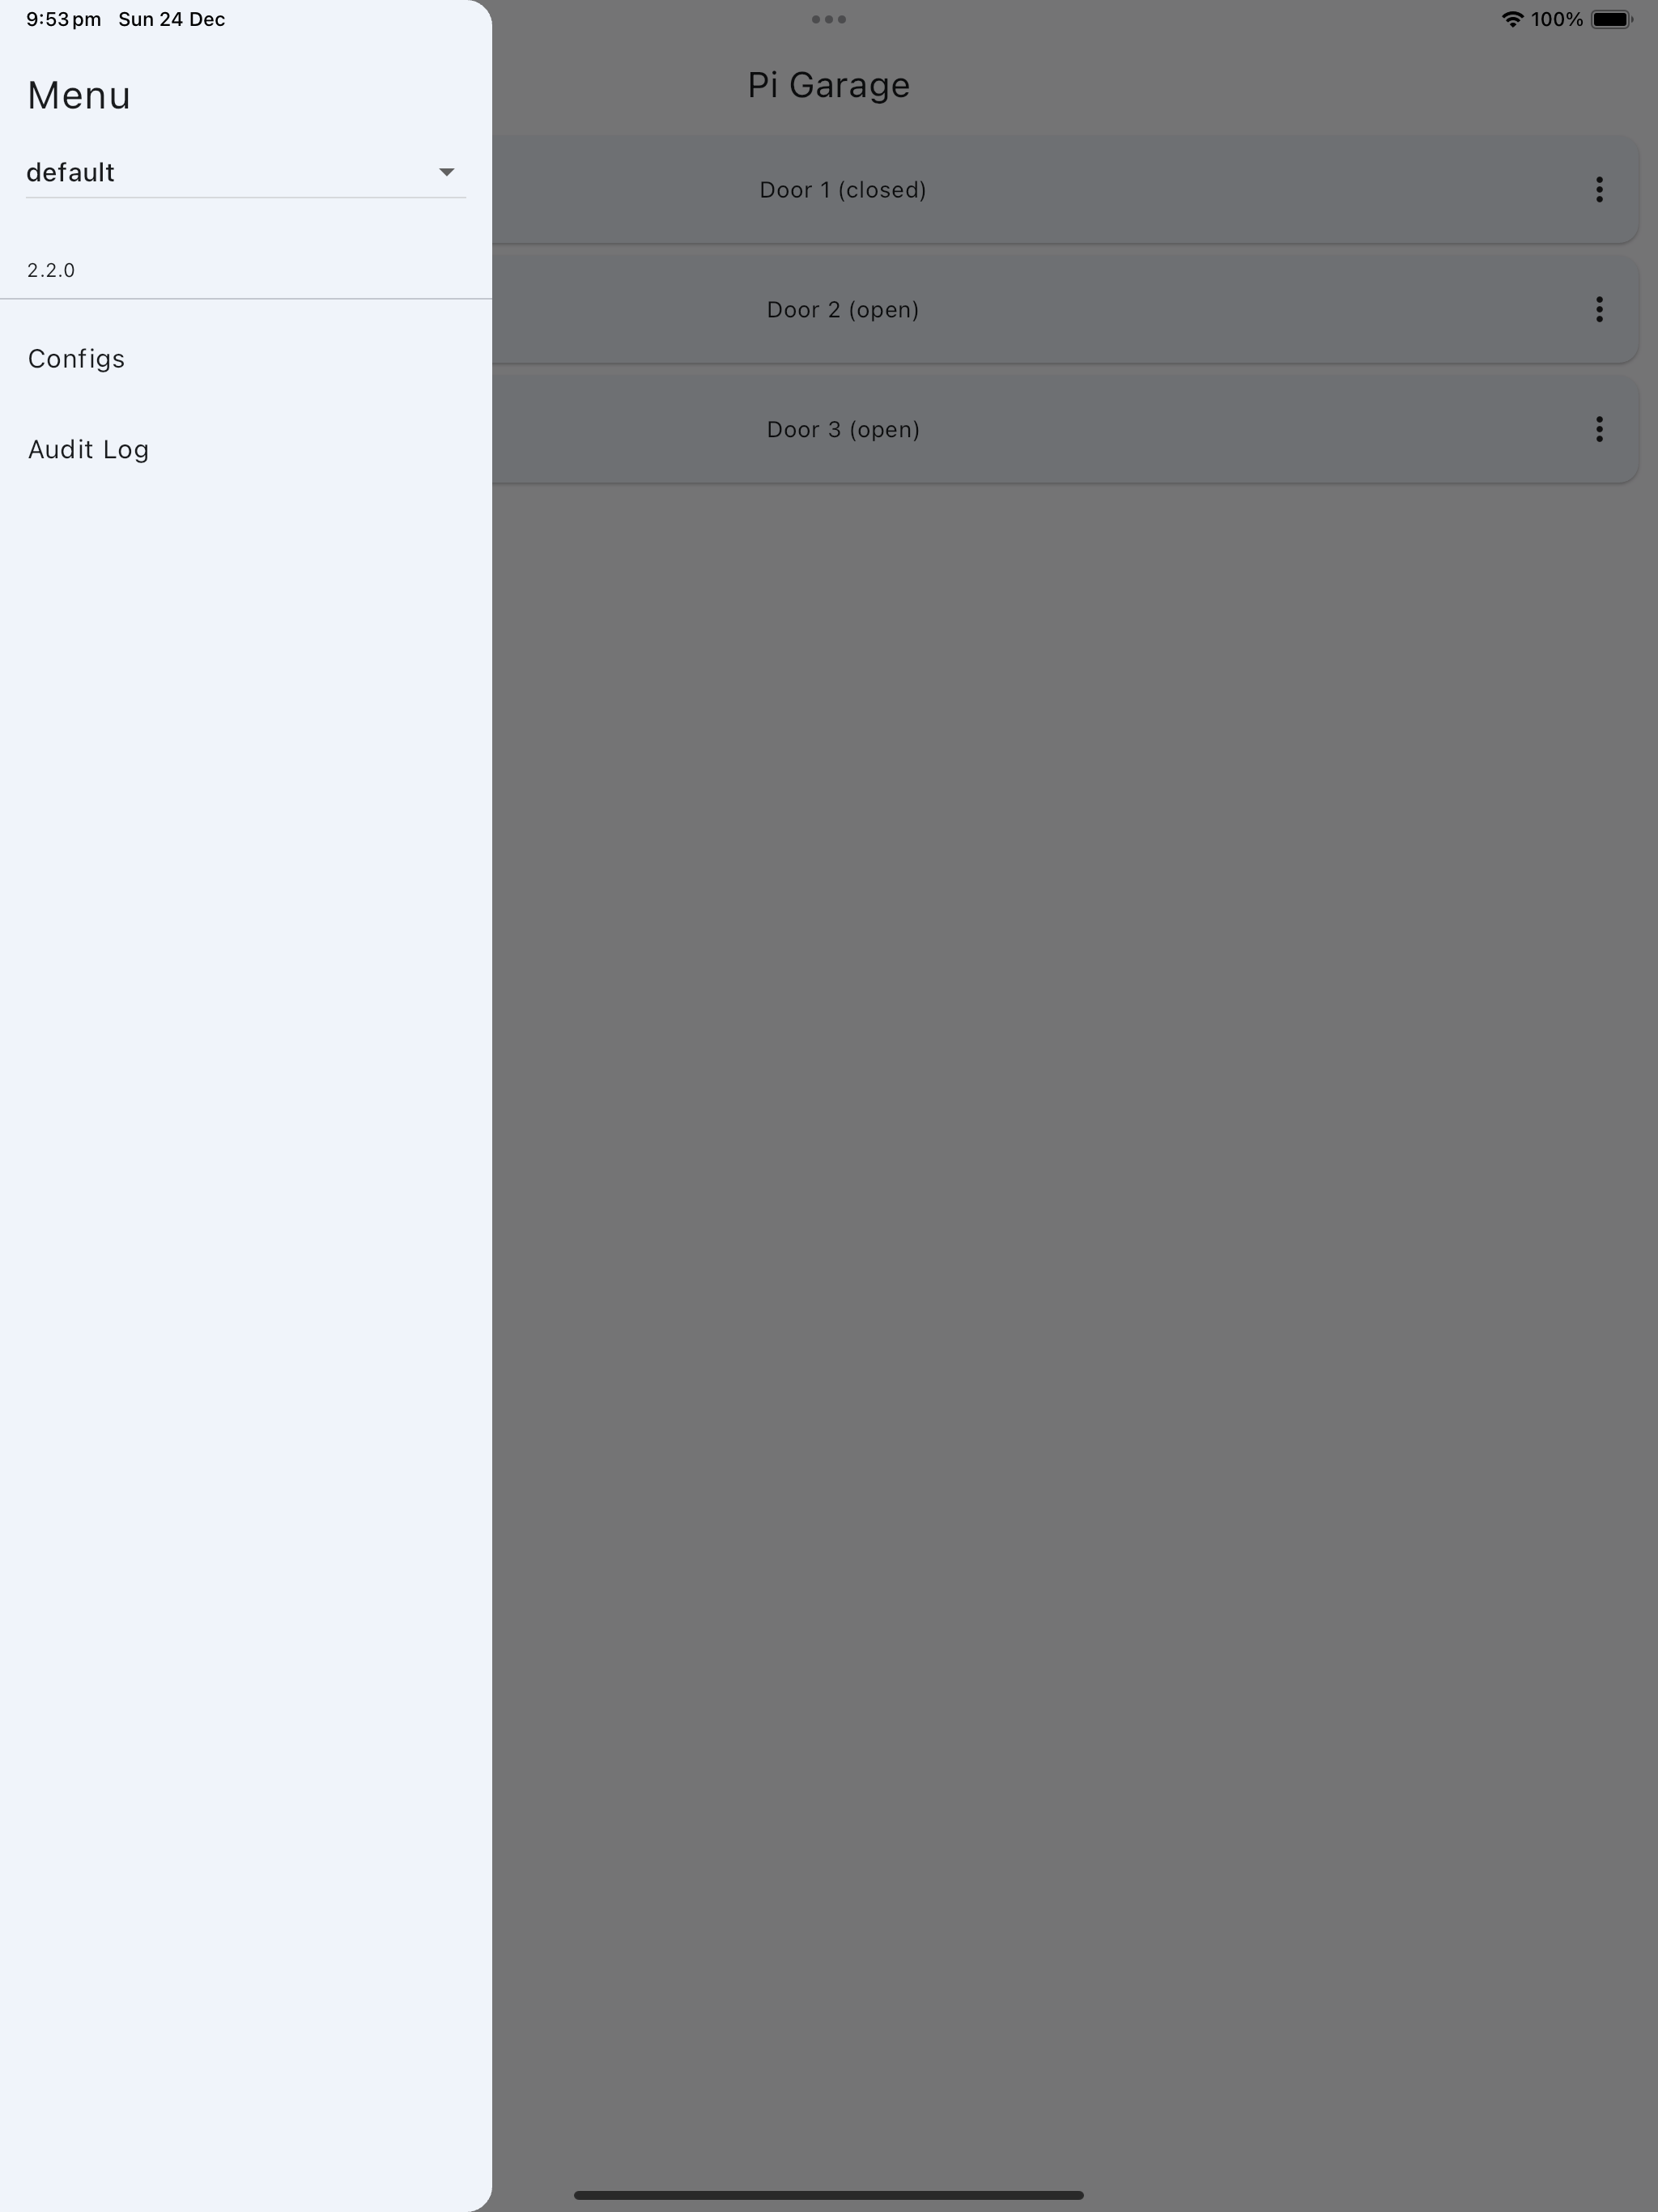 9:53 pm Sun 24 Dec
100%
Menu
default
2.2.0
Configs
Audit Log
Pi Garage
Door 1 (closed)
Door 2 (open)
Door 3 (open)